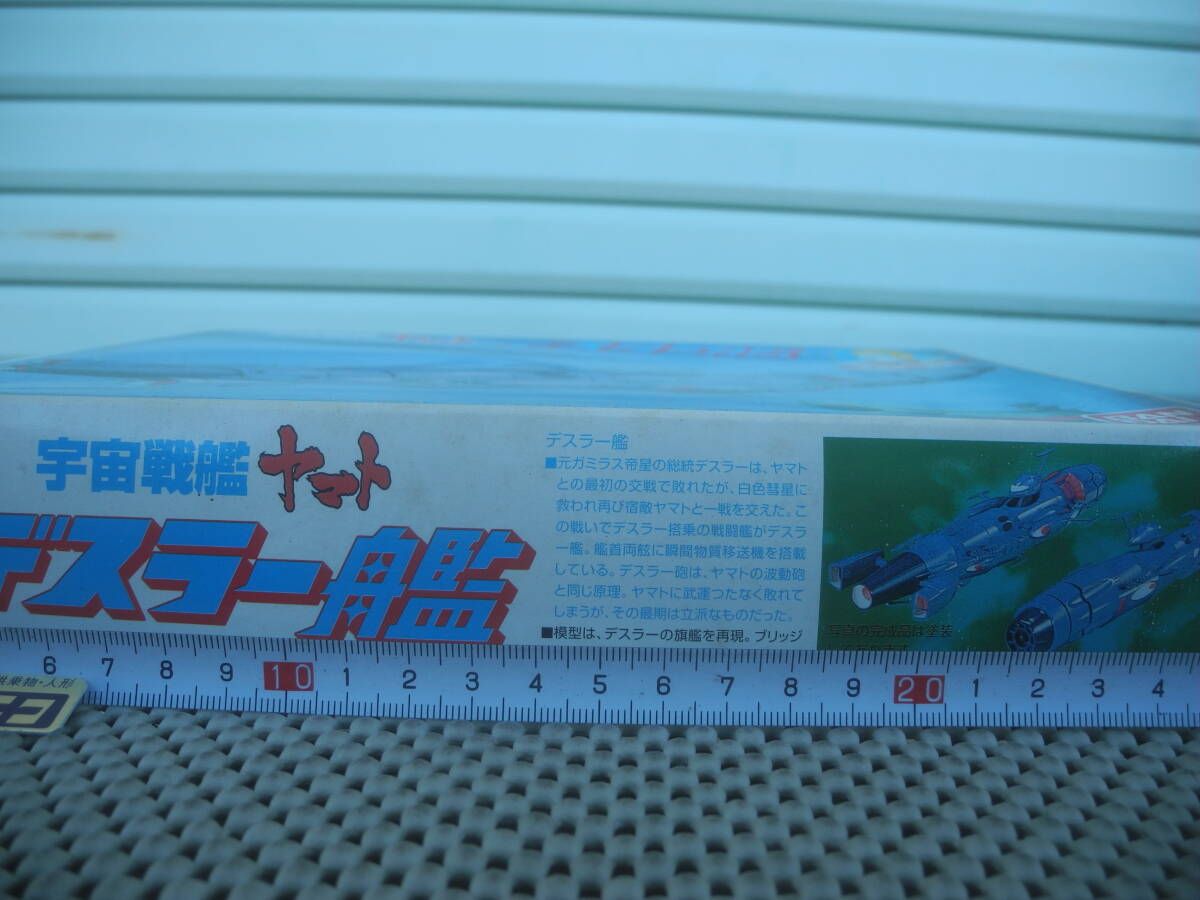 宇宙戦艦ヤマト
デスラー艦
デスラー艦
■元ガミラス帝星の総統デスラーは、ヤマト
との最初の交戦で敗れたが、白色彗星に
救われ再び宿敵ヤマトと一戦を交えた。こ
の戦いでデスラー搭乗の戦闘艦がデスラ
ー艦。艦首両舷に瞬間物質移送機を搭載
している。デスラー砲は、ヤマトの波動砲
と同じ原理。ヤマトに武運つたなく敗れて
しまうが、その最期は立派なものだった。
■模型は、デスラーの旗艦を再現。ブリッジ
写真の完成品は塗装
6 7 8 9 10 1 2 3 4 5 6 7 8 9 20 1 2 3 4
乗物・人形